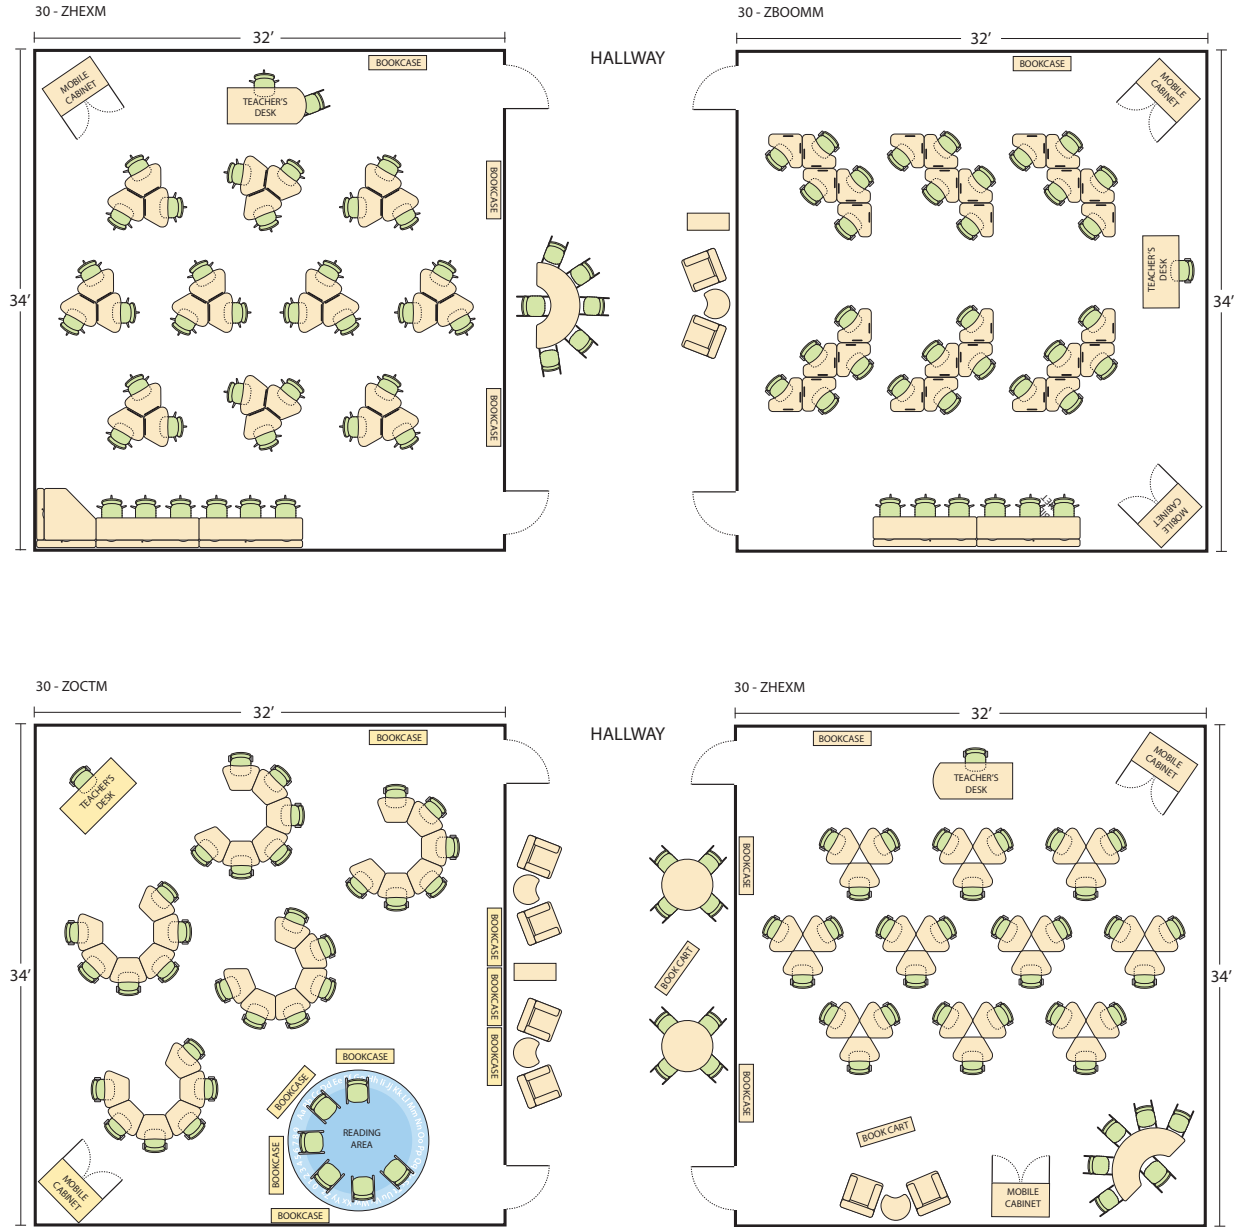 30 - ZHEXM
30 - ZBOOMM
32’
HALLWAY
32’
BOOKCASE
MOBILE
CABINET
TEACHER'S
DESK
BOOKCASE
34’
BOOKCASE
BOOKCASE
MOBILE
CABINET
TEACHER'S
DESK
34’
MOBILE
CABINET
30 - ZOCTM
30 - ZHEXM
32’
HALLWAY
32’
BOOKCASE
TEACHER'S
DESK
BOOKCASE
BOOKCASE
BOOKCASE
34’
BOOKCASE
BOOKCASE
BOOKCASE
BOOKCASE
READING
AREA
MOBILE
CABINET
BOOKCASE
TEACHER'S
DESK
MOBILE
CABINET
BOOKCASE
BOOK CART
34’
BOOKCASE
BOOK CART
MOBILE
CABINET